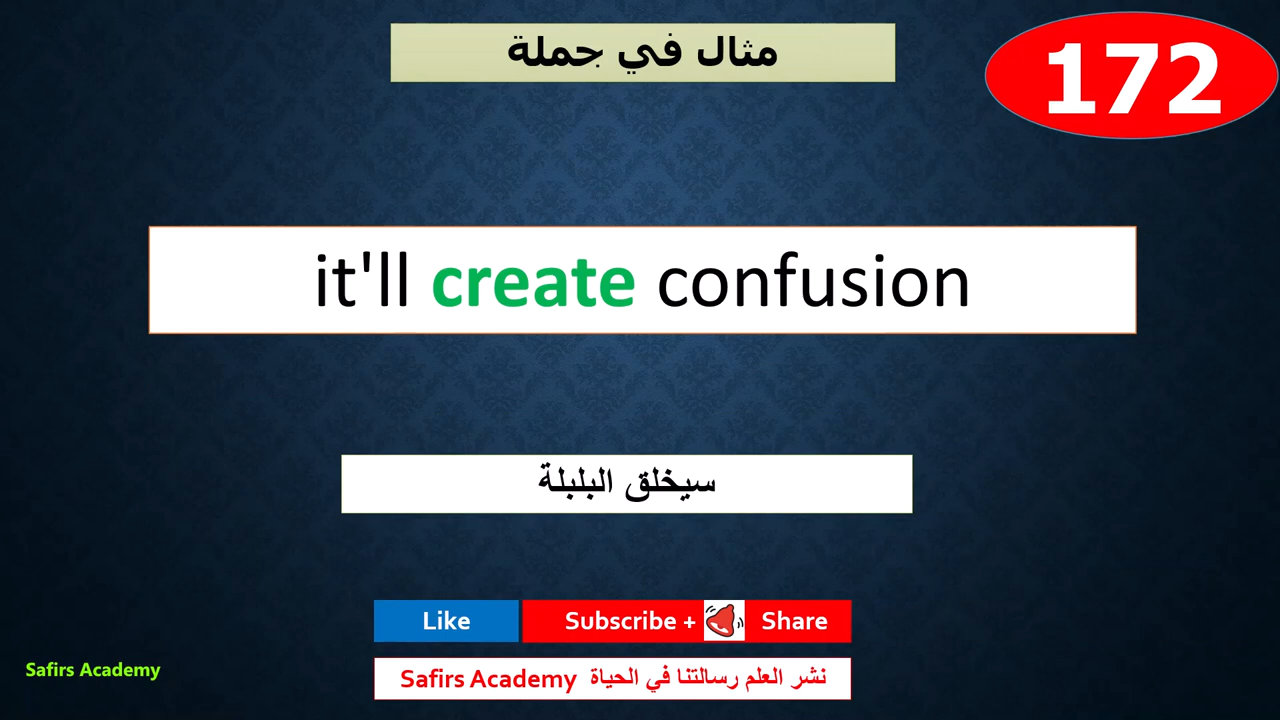 مثال في جملة
172
it'll create confusion
سيخلق البلبلة
Like
Subscribe + Share
Safirs Academy
Safirs Academy نشر العلم رسالتنا في الحياة